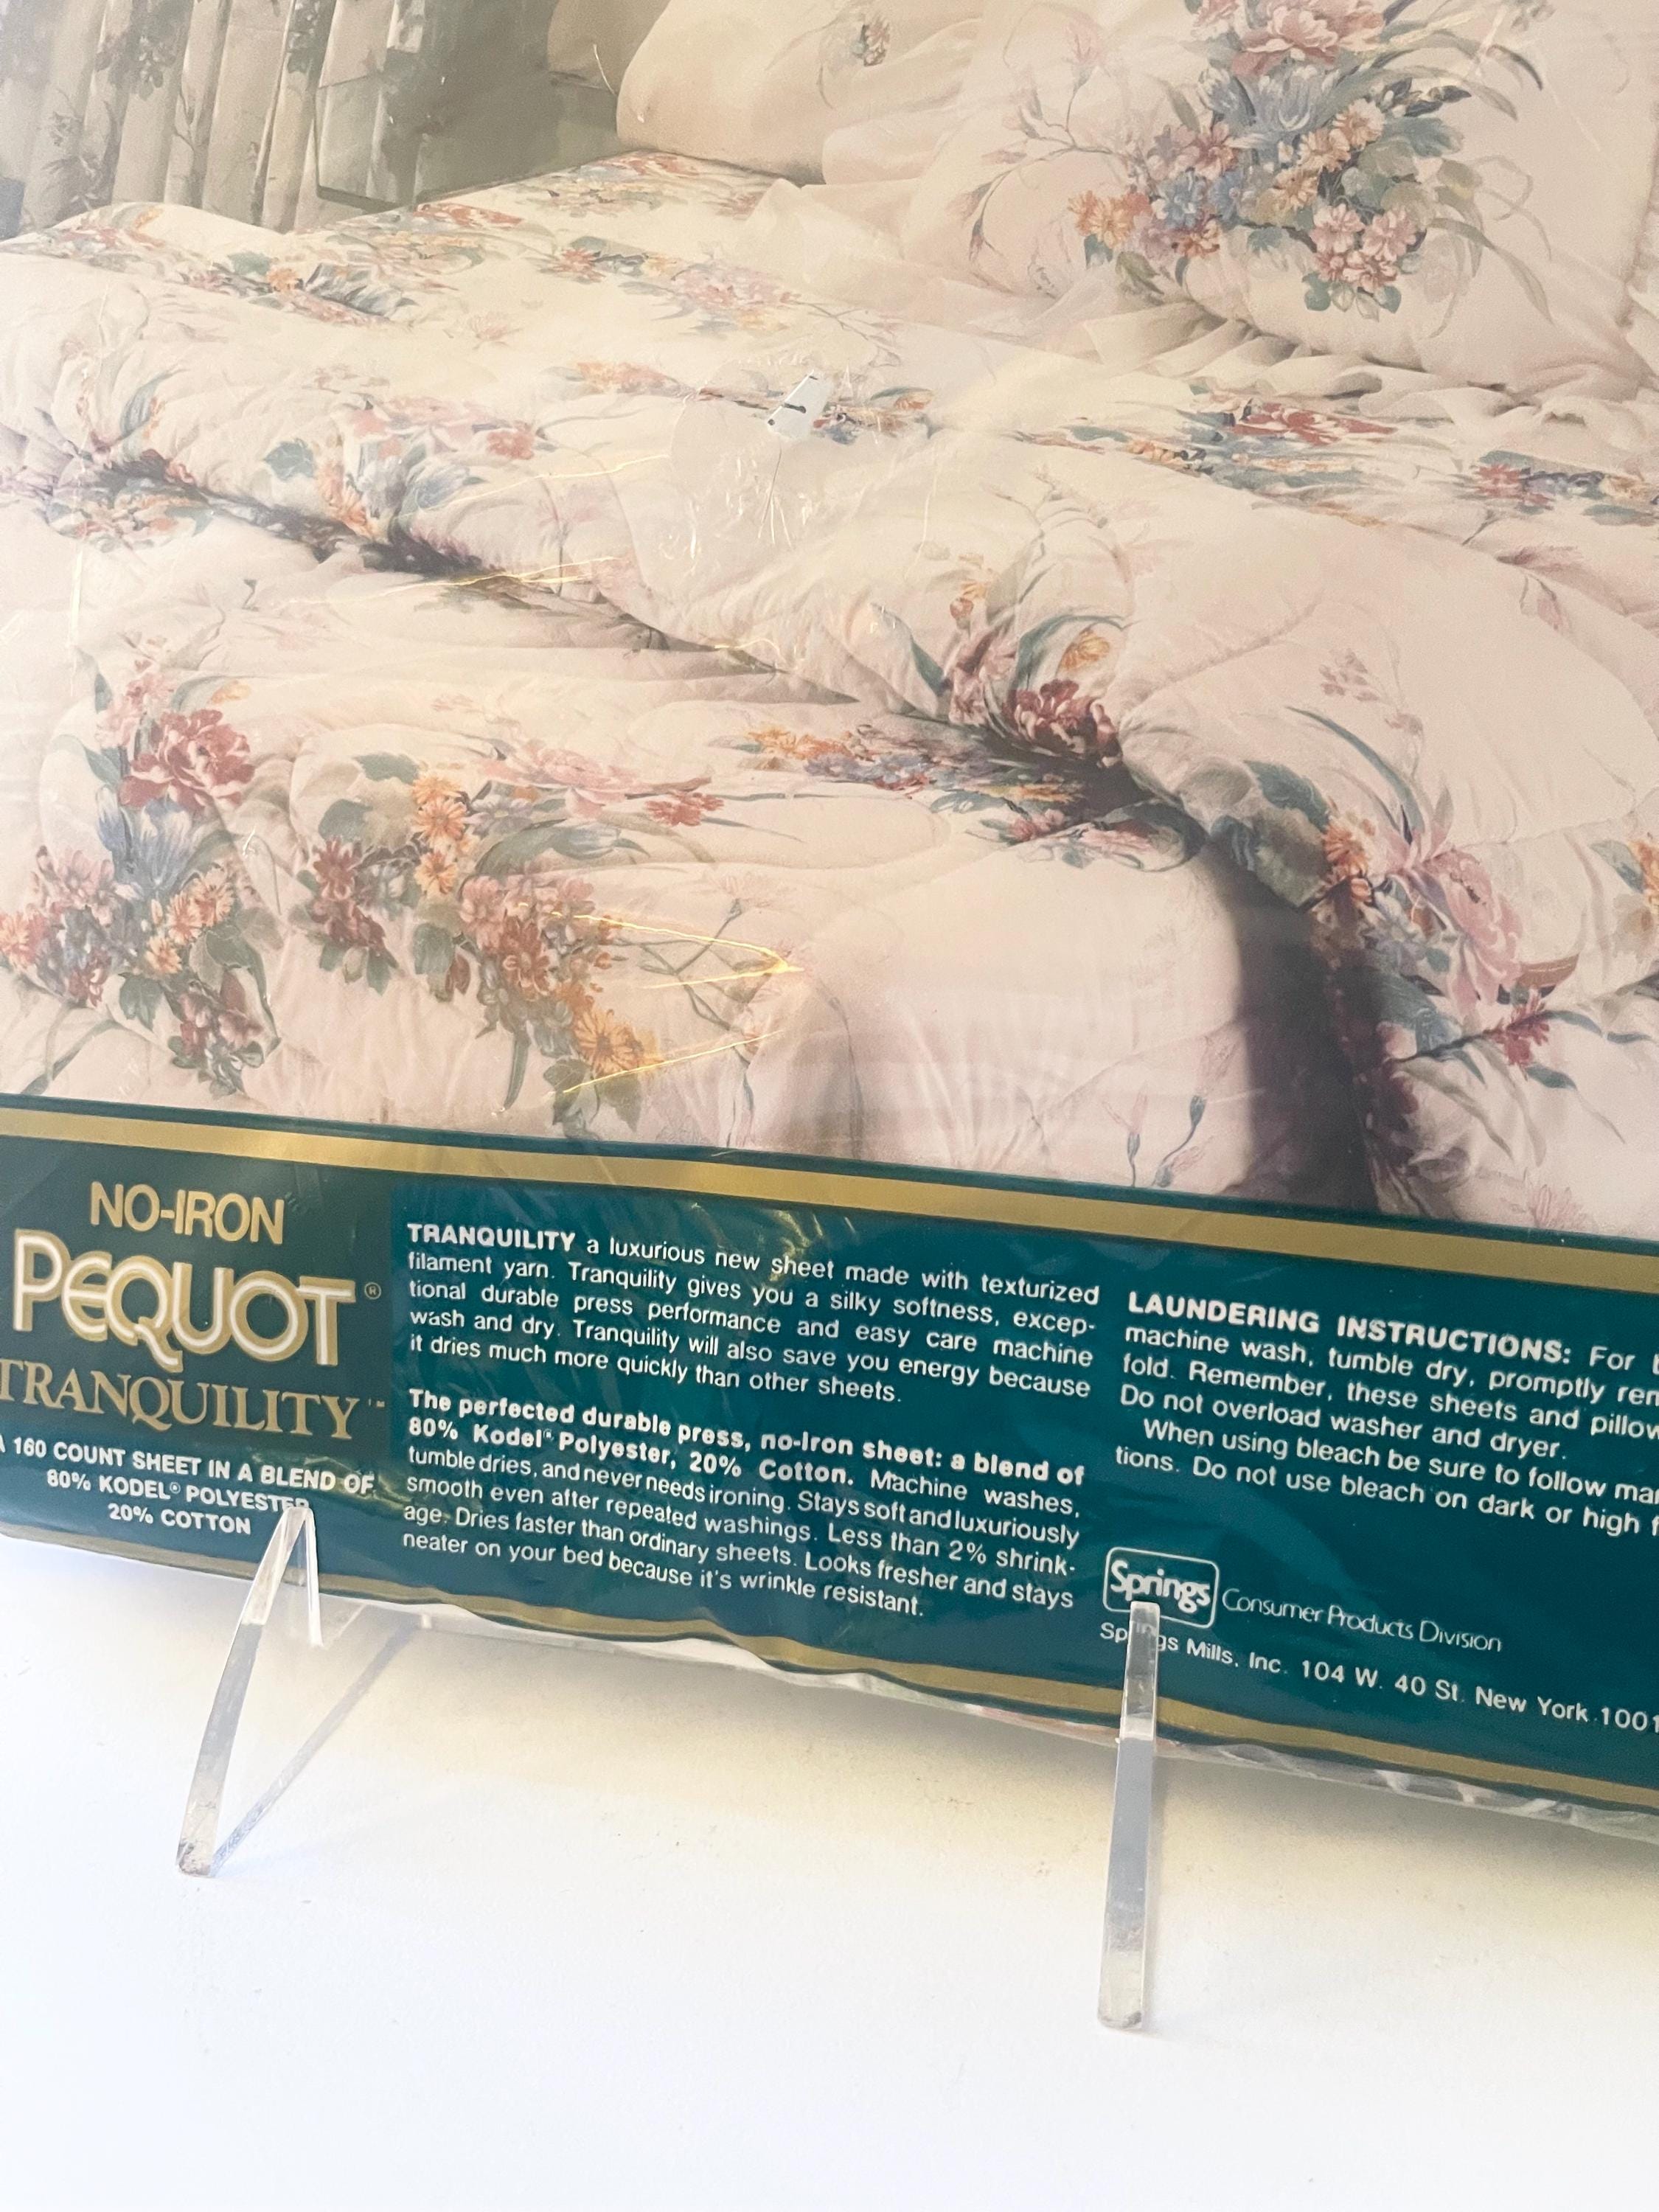 NO-IRON
PEQUOT®
TRANQUILITY™
A 160 COUNT SHEET IN A BLEND OF
80% KODEL® POLYESTER
20% COTTON
TRANQUILITY a luxurious new sheet made with texturized
filament yarn. Tranquility gives you a silky softness, excep-
tional durable press performance and easy care machine
wash and dry. Tranquility will also save you energy because
it dries much more quickly than other sheets.
The perfected durable press, no-iron sheet: a blend of
80% Kodel® Polyester, 20% Cotton. Machine washes,
tumble dries, and never needs ironing. Stays soft and luxuriously
smooth even after repeated washings. Less than 2% shrink-
age. Dries faster than ordinary sheets. Looks fresher and stays
neater on your bed because it's wrinkle resistant.
LAUNDERING INSTRUCTIONS: For
machine wash, tumble dry, promptly
fold. Remember, these sheets and
Do not overload washer and dryer.
When using bleach be sure to follow
tions. Do not use bleach on dark or high
Springs Consumer Products Division
Springs Mills, Inc. 104 W. 40 St. New York